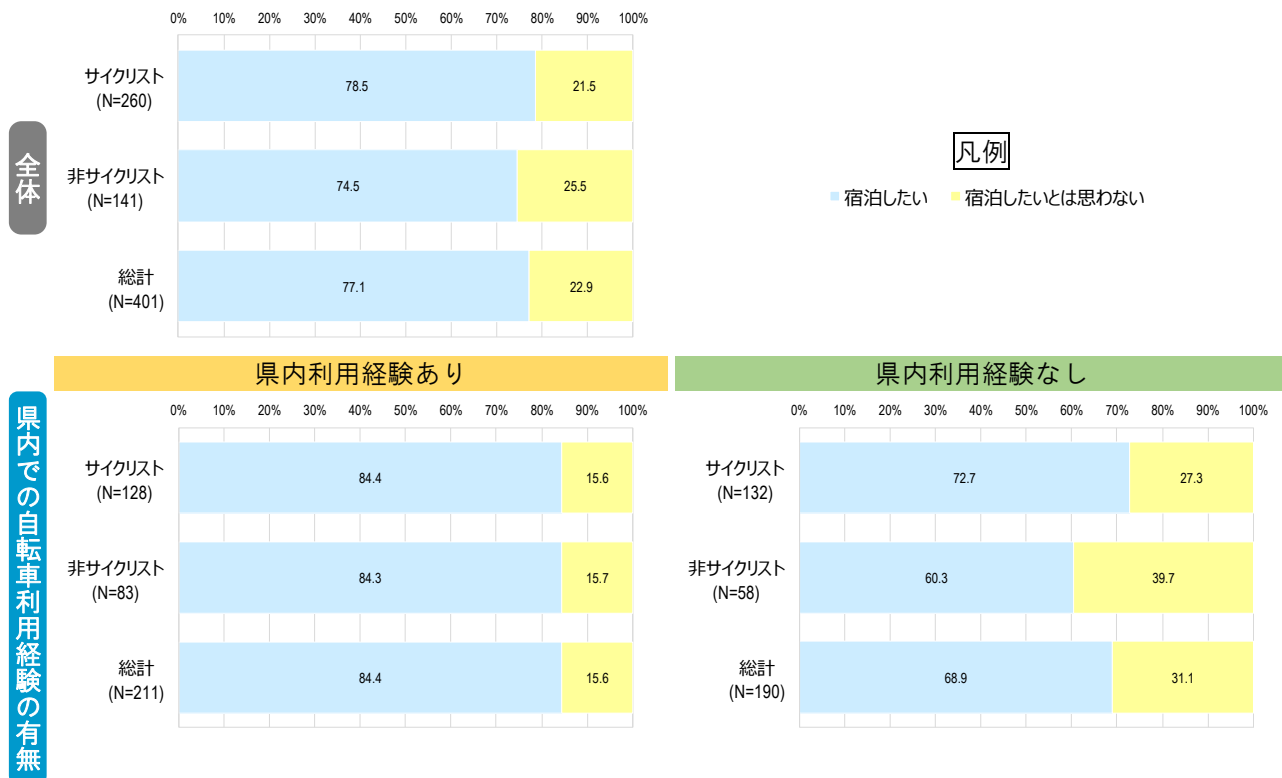 0% 10% 20% 30% 40% 50% 60% 70% 80% 90% 100%
全体
サイクリスト
(N=260)
78.5 21.5
非サイクリスト
(N=141)
74.5 25.5
総計
(N=401)
77.1 22.9
凡例
宿泊したい 宿泊したいとは思わない
県内での自転車利用経験の有無
県内利用経験あり
0% 10% 20% 30% 40% 50% 60% 70% 80% 90% 100%
サイクリスト
(N=128)
84.4 15.6
非サイクリスト
(N=83)
84.3 15.7
総計
(N=211)
84.4 15.6
県内利用経験なし
0% 10% 20% 30% 40% 50% 60% 70% 80% 90% 100%
サイクリスト
(N=132)
72.7 27.3
非サイクリスト
(N=58)
60.3 39.7
総計
(N=190)
68.9 31.1